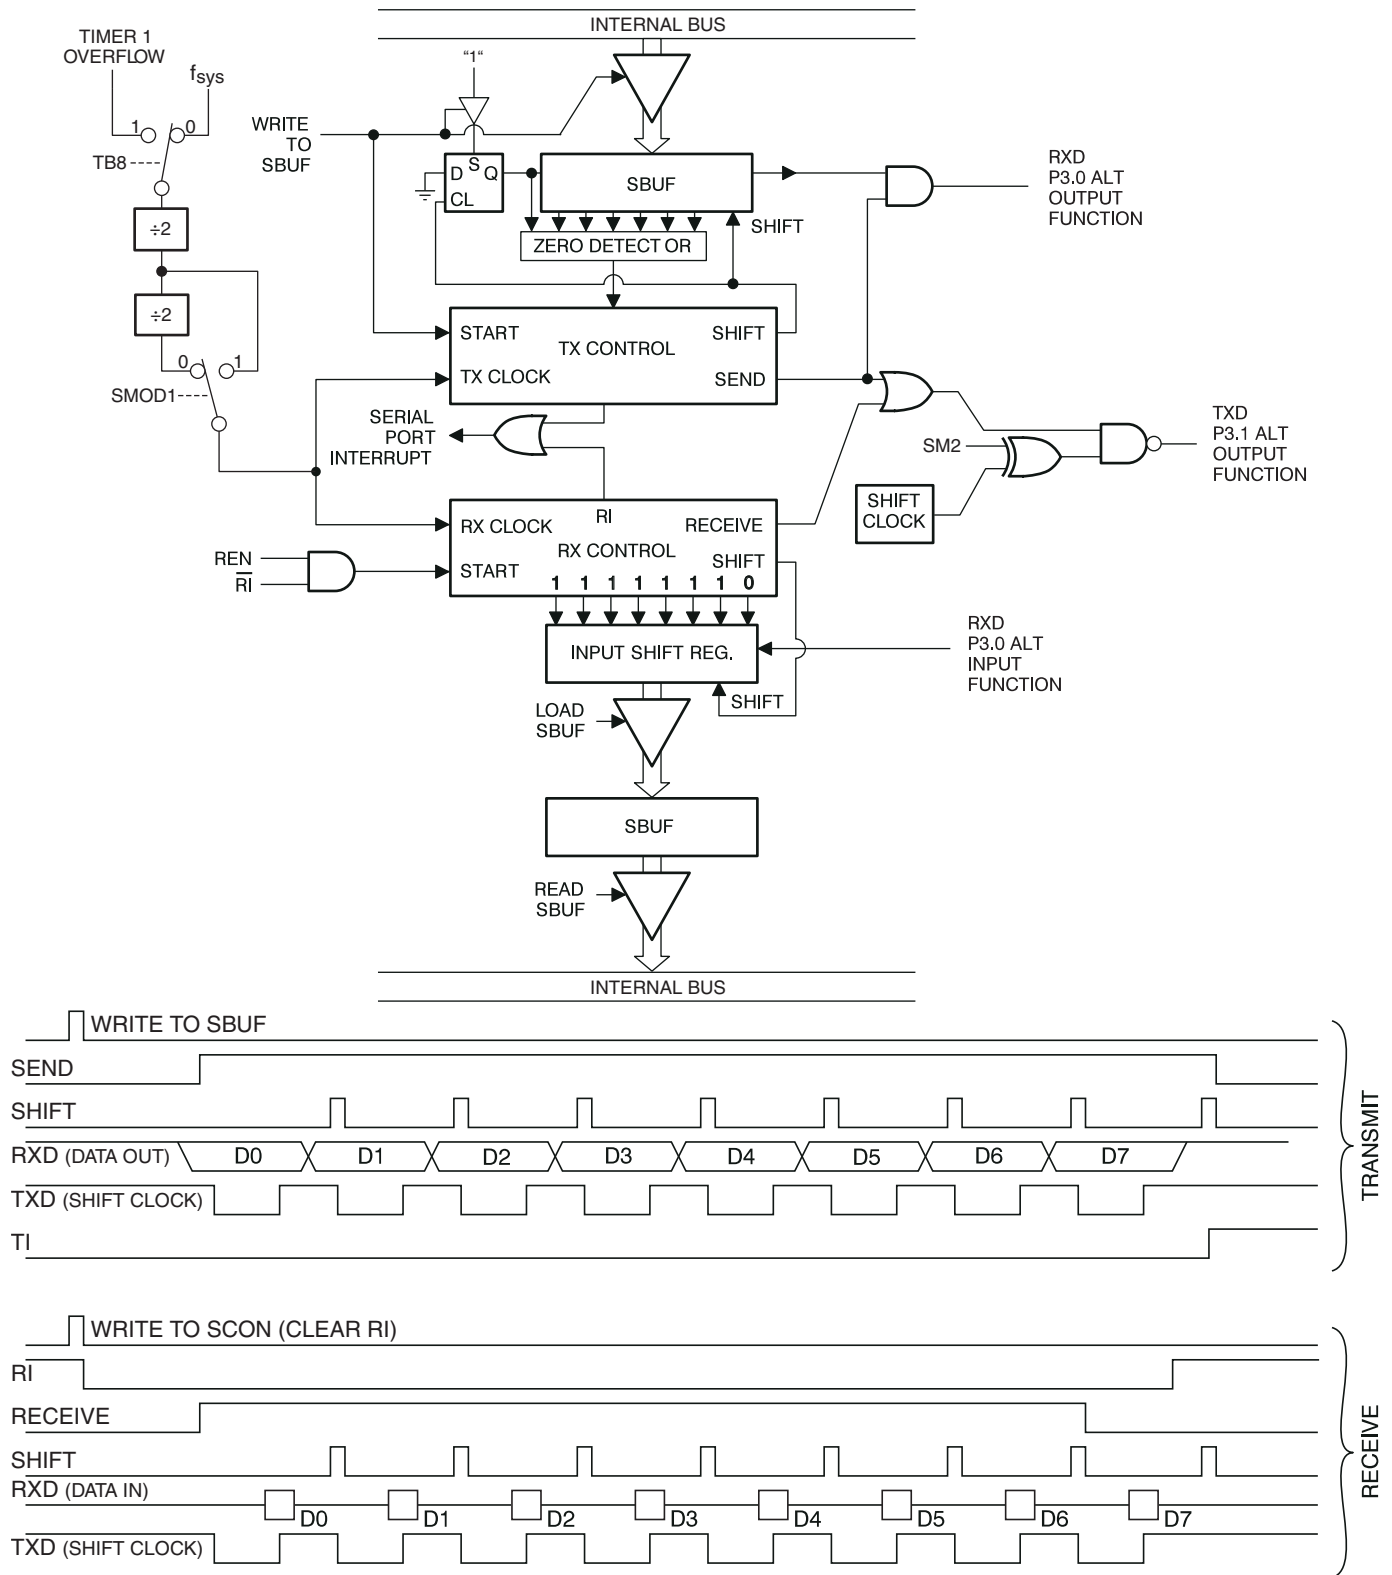 INTERNAL BUS
TIMER 1
OVERFLOW
fsys
"1"
1
0
TB8
WRITE
TO
SBUF
S
D
Q
CL
SBUF
SHIFT
ZERO DETECT OR
RXD
P3.0 ALT
OUTPUT
FUNCTION
÷2
÷2
0
1
SMOD1
START
SHIFT
TX CONTROL
TX CLOCK
SEND
SERIAL
PORT
INTERRUPT
SM2
TXD
P3.1 ALT
OUTPUT
FUNCTION
SHIFT
CLOCK
RX CLOCK
RI
RECEIVE
RX CONTROL
SHIFT
START
REN
RI
1 1 1 1 1 1 1 0
INPUT SHIFT REG.
RXD
P3.0 ALT
INPUT
FUNCTION
SHIFT
LOAD
SBUF
SBUF
READ
SBUF
INTERNAL BUS
WRITE TO SBUF
SEND
SHIFT
RXD (DATA OUT) D0 D1 D2 D3 D4 D5 D6 D7
TXD (SHIFT CLOCK)
TI
TRANSMIT
WRITE TO SCON (CLEAR RI)
RI
RECEIVE
SHIFT
RXD (DATA IN)
D0 D1 D2 D3 D4 D5 D6 D7
TXD (SHIFT CLOCK)
RECEIVE